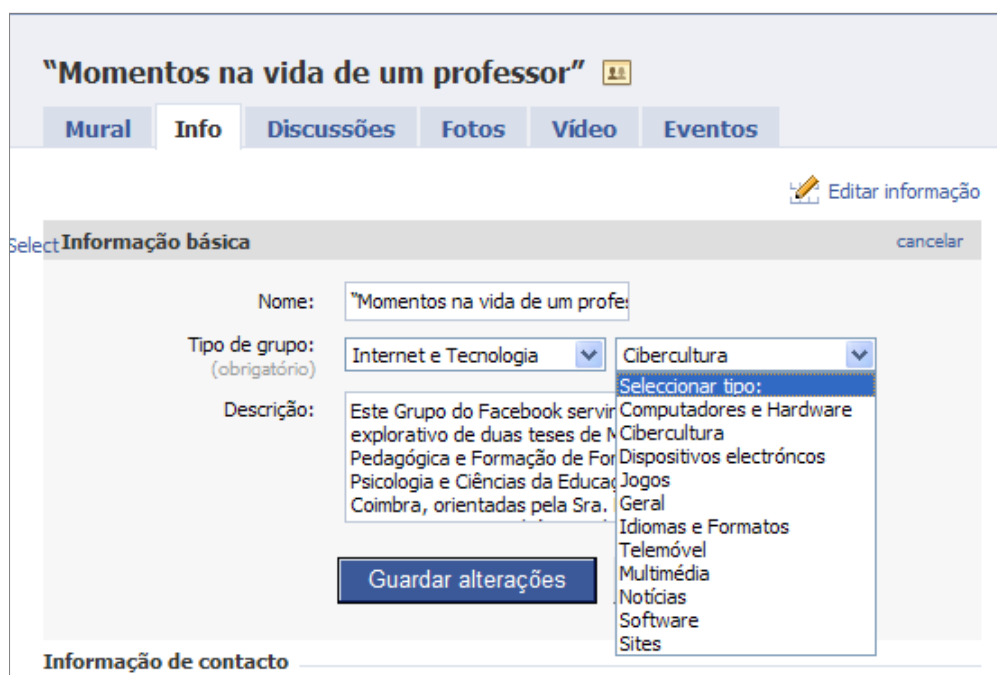 “Momentos na vida de um professor”
Mural Info Discussões Fotos Vídeo Eventos
Editar informação
Select Informação básica cancelar
Nome: “Momentos na vida de um profes
Tipo de grupo: Internet e Tecnologia Cibercultura
(obrigatório)
Seleccionar tipo:
Computadores e Hardware
Cibercultura
Dispositivos electróncos
Jogos
Geral
Idiomas e Formatos
Telemóvel
Multimédia
Notícias
Software
Sites
Descrição: Este Grupo do Facebook servir
explorativo de duas teses de M
Pedagógica e Formação de For
Psicologia e Ciências da Educaç
Coimbra, orientadas pela Sra.
Guardar alterações
Informação de contacto